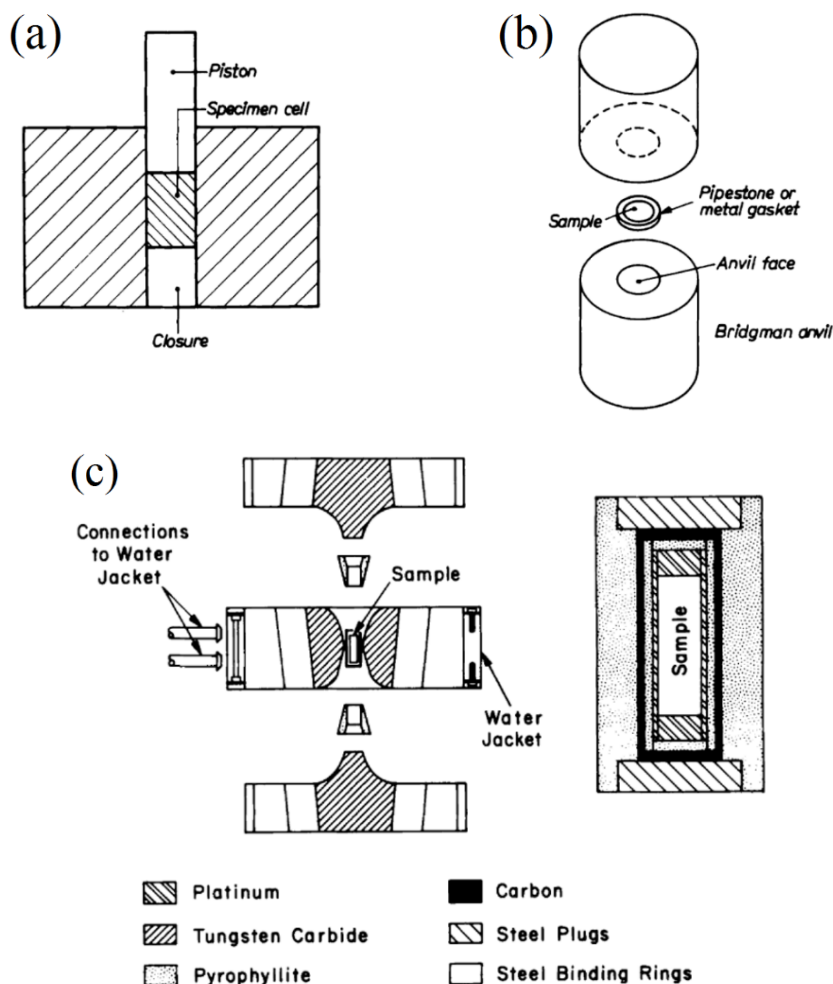 (a)
Piston
Specimen cell
Closure
(b)
Sample
Pipestone or
metal gasket
Anvil face
Bridgman anvil
(c)
Connections
to Water
Jacket
Sample
Water
Jacket
Sample
Platinum
Tungsten Carbide
Pyrophyllite
Carbon
Steel Plugs
Steel Binding Rings